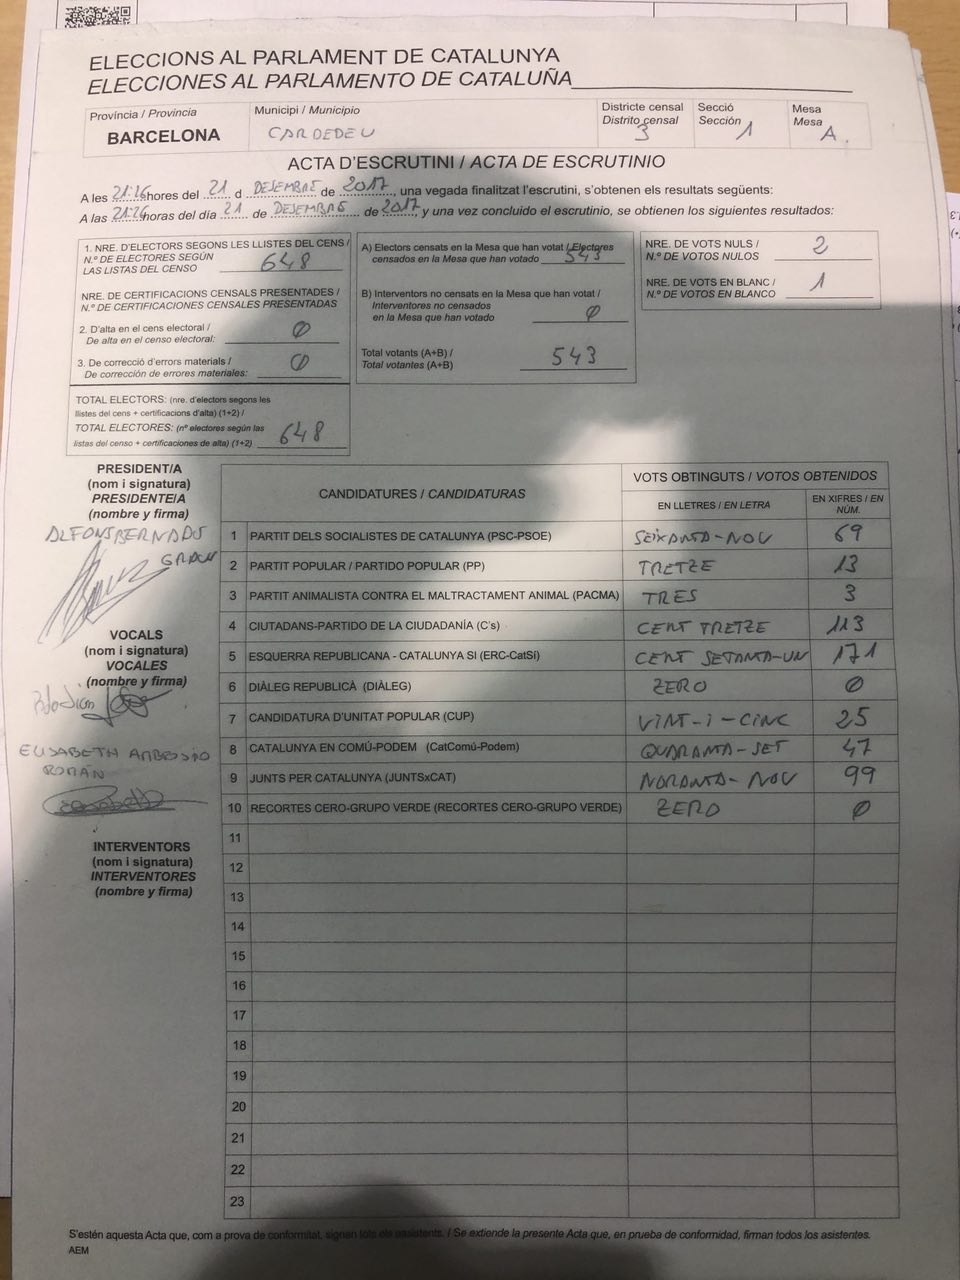 ELECCIONS AL PARLAMENT DE CATALUNYA
ELECCIONES AL PARLAMENTO DE CATALUÑA
Província / Provincia
BARCELONA
Municipi / Municipio
CARDEDEU
Districte censal
Distrito censal
3
Secció
Sección
1
Mesa
Mesa
A
ACTA D'ESCRUTINI / ACTA DE ESCRUTINIO
A les 21:26 hores del 21 d DESEMBRE de 2017, una vegada finalitzat l'escrutini, s'obtenen els resultats següents:
A las 21:26 horas del día 21 de DESEMBRE de 2017, y una vez concluido el escrutinio, se obtienen los siguientes resultados:
1. NRE. D'ELECTORS SEGONS LES LLISTES DEL CENS /
N.º DE ELECTORES SEGÚN
LAS LISTAS DEL CENSO 648
NRE. DE CERTIFICACIONS CENSALS PRESENTADES /
N.º DE CERTIFICACIONES CENSALES PRESENTADAS
2. D'alta en el cens electoral /
De alta en el censo electoral: 0
3. De correcció d'errors materials /
De corrección de errores materiales: 0
TOTAL ELECTORS: (nre. d'electors segons les
llistes del cens + certificacions d'alta) (1+2) /
TOTAL ELECTORES: (nº electores según las
listas del censo + certificaciones de alta) (1+2) 648
A) Electors censats en la Mesa que han votat / Electores
censados en la Mesa que han votado 543
B) Interventors no censats en la Mesa que han votat /
Interventores no censados
en la Mesa que han votado 0
Total votants (A+B) /
Total votantes (A+B) 543
NRE. DE VOTS NULS /
N.º DE VOTOS NULOS 2
NRE. DE VOTS EN BLANC /
N.º DE VOTOS EN BLANCO 1
PRESIDENT/A
(nom i signatura)
PRESIDENTE/A
(nombre y firma)
ALFONS BERNADUS
GRAU
VOCALS
(nom i signatura)
VOCALES
(nombre y firma)
ELISABETH AMBROSIO
ROMÁN
INTERVENTORS
(nom i signatura)
INTERVENTORES
(nombre y firma)
CANDIDATURES / CANDIDATURAS
VOTS OBTINGUTS / VOTOS OBTENIDOS
EN LLETRES / EN LETRA
EN XIFRES / EN
NÚM.
1 PARTIT DELS SOCIALISTES DE CATALUNYA (PSC-PSOE) SEIXANTA-NOU 69
2 PARTIT POPULAR / PARTIDO POPULAR (PP) TRETZE 13
3 PARTIT ANIMALISTA CONTRA EL MALTRACTAMENT ANIMAL (PACMA) TRES 3
4 CIUTADANS-PARTIDO DE LA CIUDADANÍA (C's) CENT TRETZE 113
5 ESQUERRA REPUBLICANA - CATALUNYA SI (ERC-CatSi) CENT SETANTA-UN 171
6 DIÀLEG REPUBLICÀ (DIÀLEG) ZERO 0
7 CANDIDATURA D'UNITAT POPULAR (CUP) VINT-I-CINC 25
8 CATALUNYA EN COMÚ-PODEM (CatComú-Podem) QUARANTA-SET 47
9 JUNTS PER CATALUNYA (JUNTSxCAT) NORANTA-NOU 99
10 RECORTES CERO-GRUPO VERDE (RECORTES CERO-GRUPO VERDE) ZERO 0
11
12
13
14
15
16
17
18
19
20
21
22
23
S'estén aquesta Acta que, com a prova de conformitat, signan tots els assistents. / Se extiende la presente Acta que, en prueba de conformidad, firman todos los asistentes.
AEM